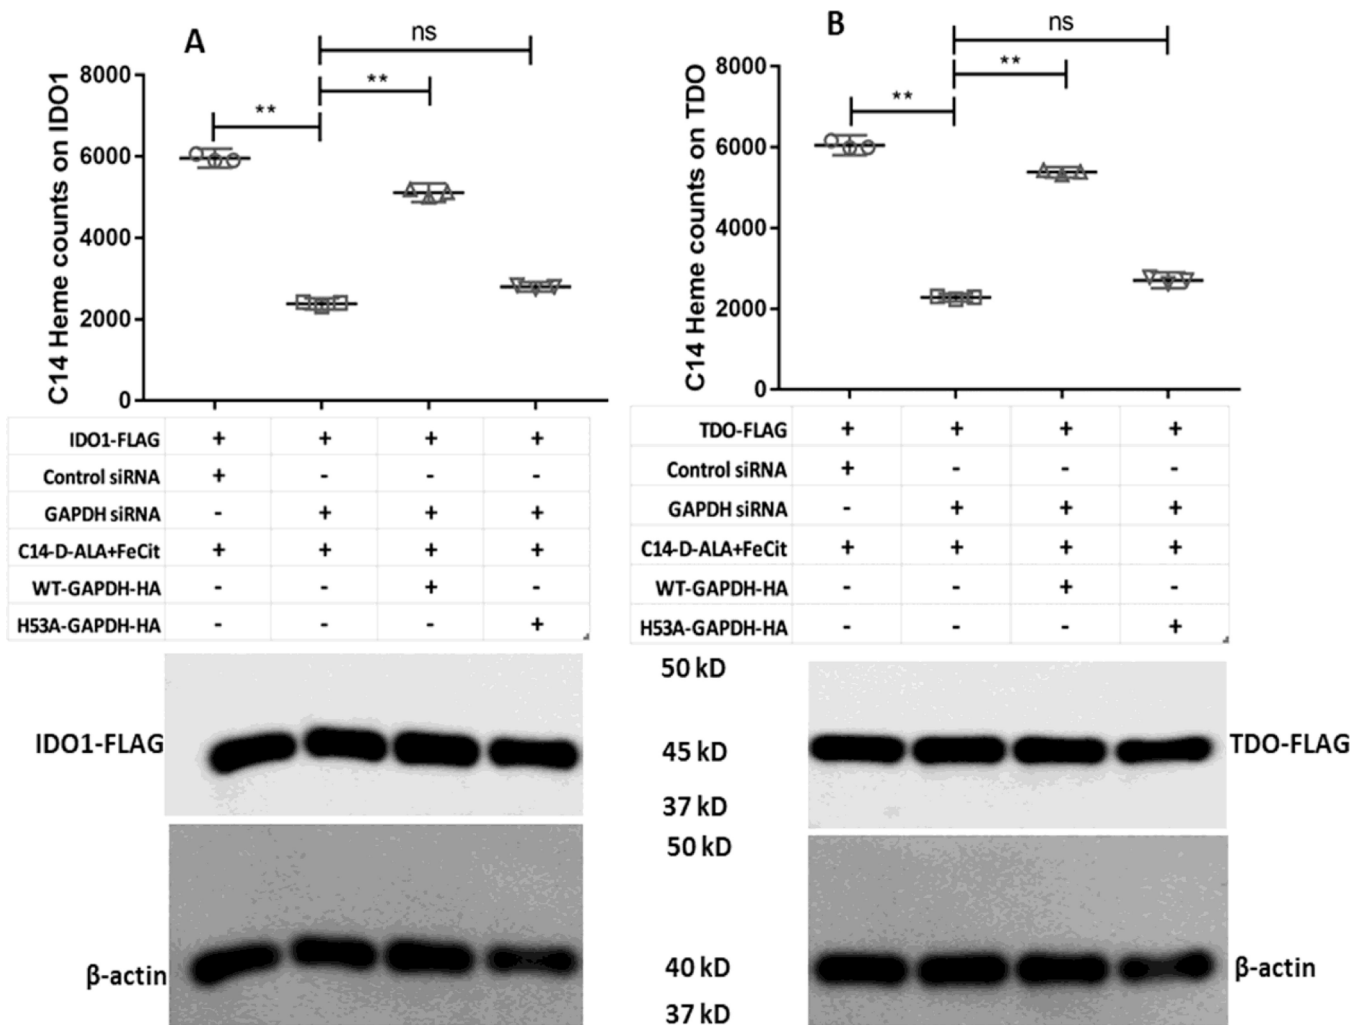 A
ns
**
**
C14 Heme counts on IDO1
8000
6000
4000
2000
0
IDO1-FLAG + + + +
Control siRNA + - - -
GAPDH siRNA - + + +
C14-D-ALA+FeCit + + + +
WT-GAPDH-HA - - + -
H53A-GAPDH-HA - - - +
B
ns
**
**
C14 Heme counts on TDO
8000
6000
4000
2000
0
TDO-FLAG + + + +
Control siRNA + - - -
GAPDH siRNA - + + +
C14-D-ALA+FeCit + + + +
WT-GAPDH-HA - - + -
H53A-GAPDH-HA - - - +
50 kD
IDO1-FLAG 45 kD TDO-FLAG
37 kD
50 kD
β-actin 40 kD β-actin
37 kD